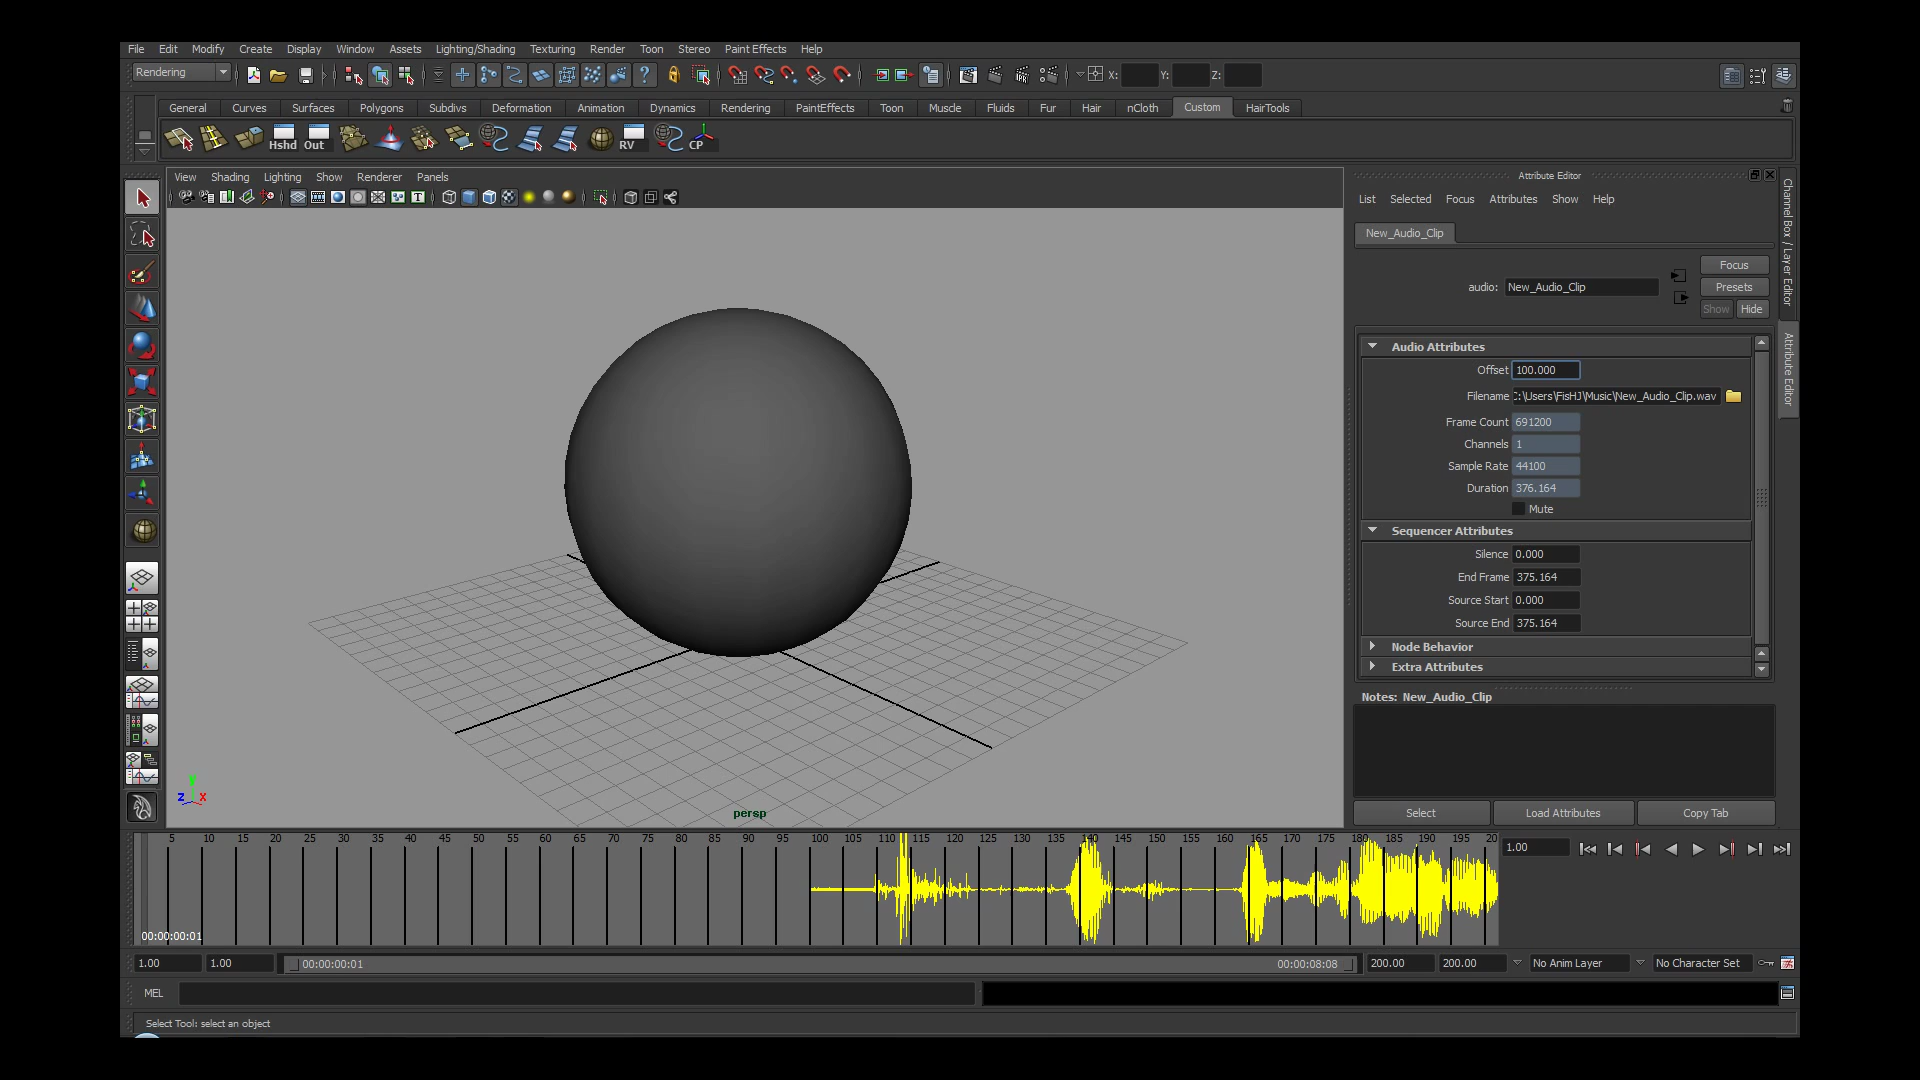 File Edit Modify Create Display Window Assets Lighting/Shading Texturing Render Toon Stereo Paint Effects Help
Rendering X: Y: Z:
General Curves Surfaces Polygons Subdivs Deformation Animation Dynamics Rendering PaintEffects Toon Muscle Fluids Fur Hair nCloth Custom HairTools
Hshd Out RV CP
View Shading Lighting Show Renderer Panels
Attribute Editor
List Selected Focus Attributes Show Help
New_Audio_Clip
Focus
audio: New_Audio_Clip
Presets
Show Hide
Channel Box / Layer Editor
Attribute Editor
Audio Attributes
Offset 100.000
Filename C:\Users\FisHJ\Music\New_Audio_Clip.wav
Frame Count 691200
Channels 1
Sample Rate 44100
Duration 376.164
Mute
Sequencer Attributes
Silence 0.000
End Frame 375.164
Source Start 0.000
Source End 375.164
Node Behavior
Extra Attributes
Notes: New_Audio_Clip
Select Load Attributes Copy Tab
y
z x
persp
5 10 15 20 25 30 35 40 45 50 55 60 65 70 75 80 85 90 95 100 105 110 115 120 125 130 135 140 145 150 155 160 165 170 175 180 185 190 195 20
1.00
00:00:00:01
1.00 1.00 00:00:00:01 00:00:08:08 200.00 200.00 No Anim Layer No Character Set
MEL
Select Tool: select an object